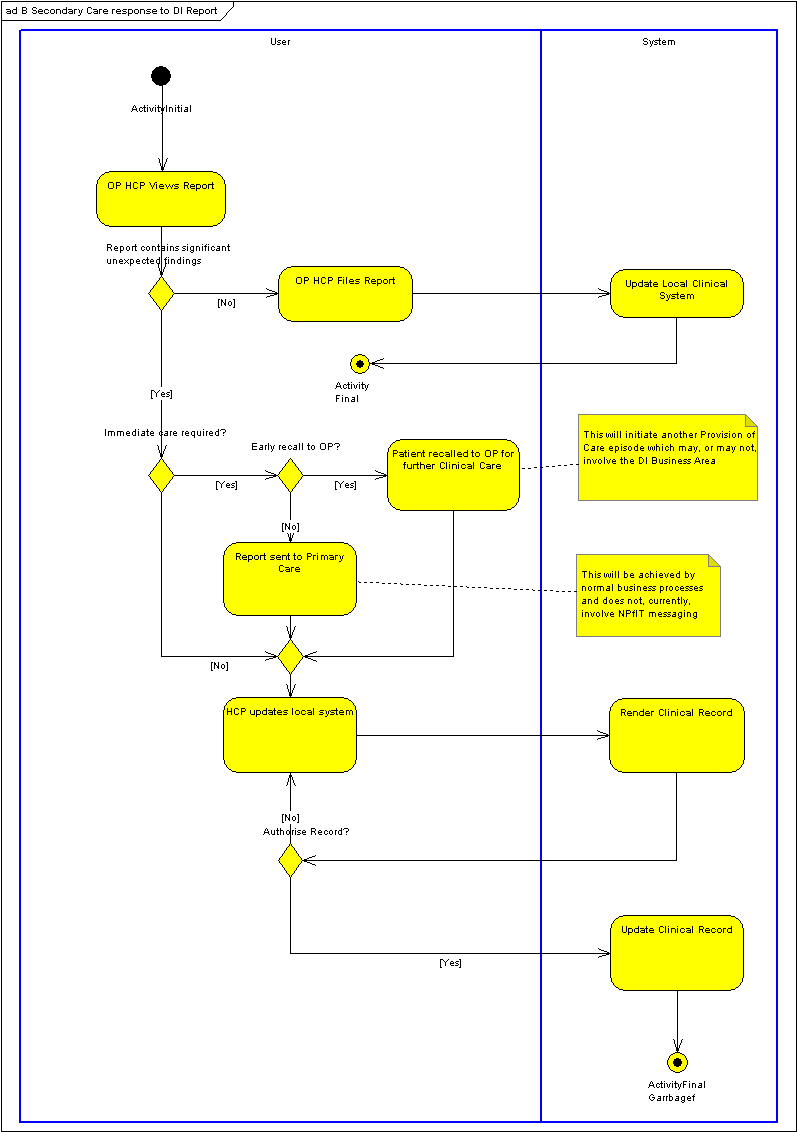 ad B Secondary Care response to DI Report
User
System
ActivityInitial
OP HCP Views Report
Report contains significant
unexpected findings
[No]
OP HCP Files Report
Update Local Clinical
System
Activity
Final
[Yes]
Immediate care required?
[Yes]
Early recall to OP?
[Yes]
Patient recalled to OP for
further Clinical Care
This will initiate another Provision of
Care episode which may, or may not,
involve the DI Business Area
[No]
Report sent to Primary
Care
This will be achieved by
normal business processes
and does not, currently,
involve NPfIT messaging
[No]
HCP updates local system
Render Clinical Record
[No]
Authorise Record?
[Yes]
Update Clinical Record
ActivityFinal
Garrbagef